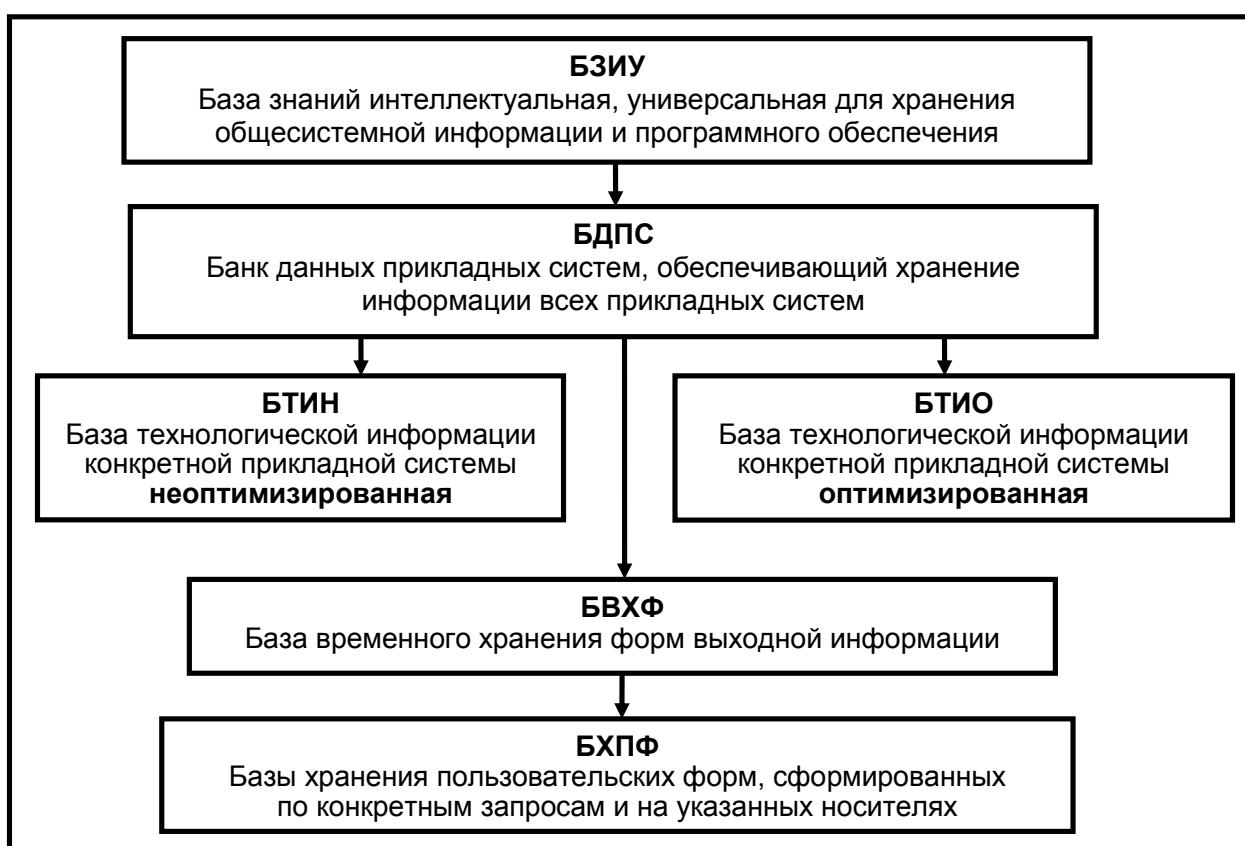 БЗИУ
База знаний интеллектуальная, универсальная для хранения
общесистемной информации и программного обеспечения
БДПС
Банк данных прикладных систем, обеспечивающий хранение
информации всех прикладных систем
БТИН
База технологической информации
конкретной прикладной системы
неоптимизированная
БТИО
База технологической информации
конкретной прикладной системы
оптимизированная
БВХФ
База временного хранения форм выходной информации
БХПФ
Базы хранения пользовательских форм, сформированных
по конкретным запросам и на указанных носителях